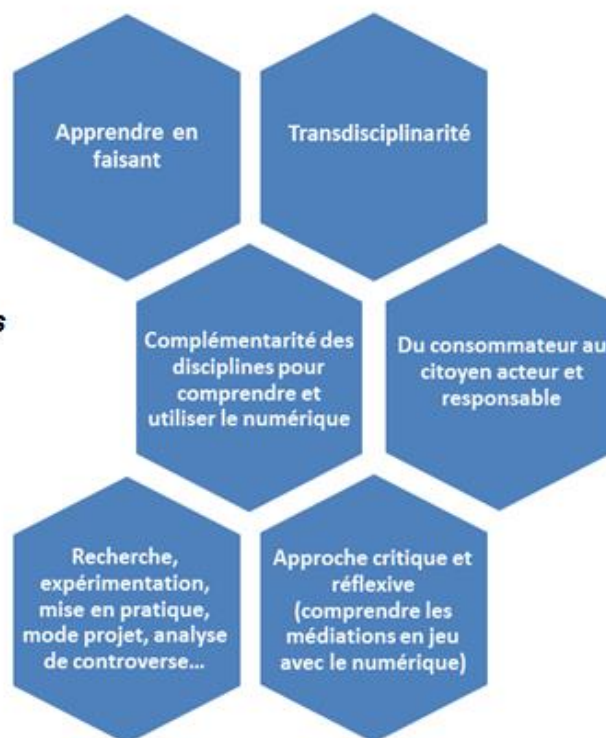 Apprendre en
faisant
Transdisciplinarité
Complémentarité des
disciplines pour
comprendre et
utiliser le numérique
Du consommateur au
citoyen acteur et
responsable
Recherche,
expérimentation,
mise en pratique,
mode projet, analyse
de controverse...
Approche critique et
réflexive
(comprendre les
médiations en jeu
avec le numérique)